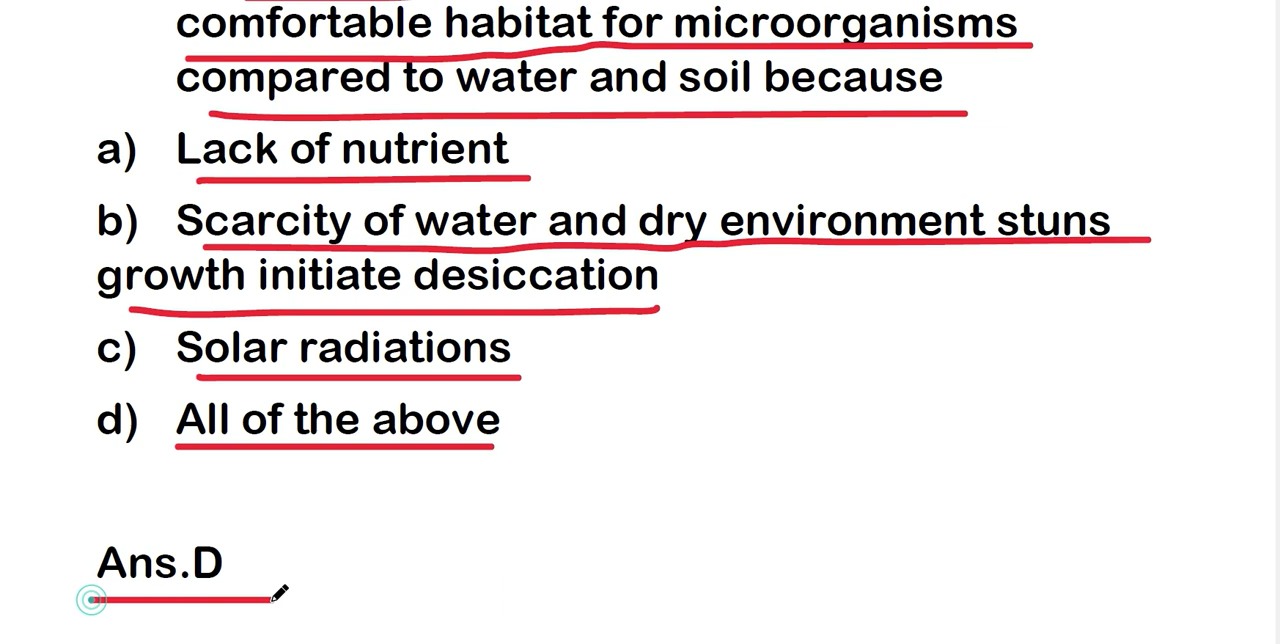 comfortable habitat for microorganisms
compared to water and soil because
a) Lack of nutrient
b) Scarcity of water and dry environment stuns
growth initiate desiccation
c) Solar radiations
d) All of the above
Ans.D